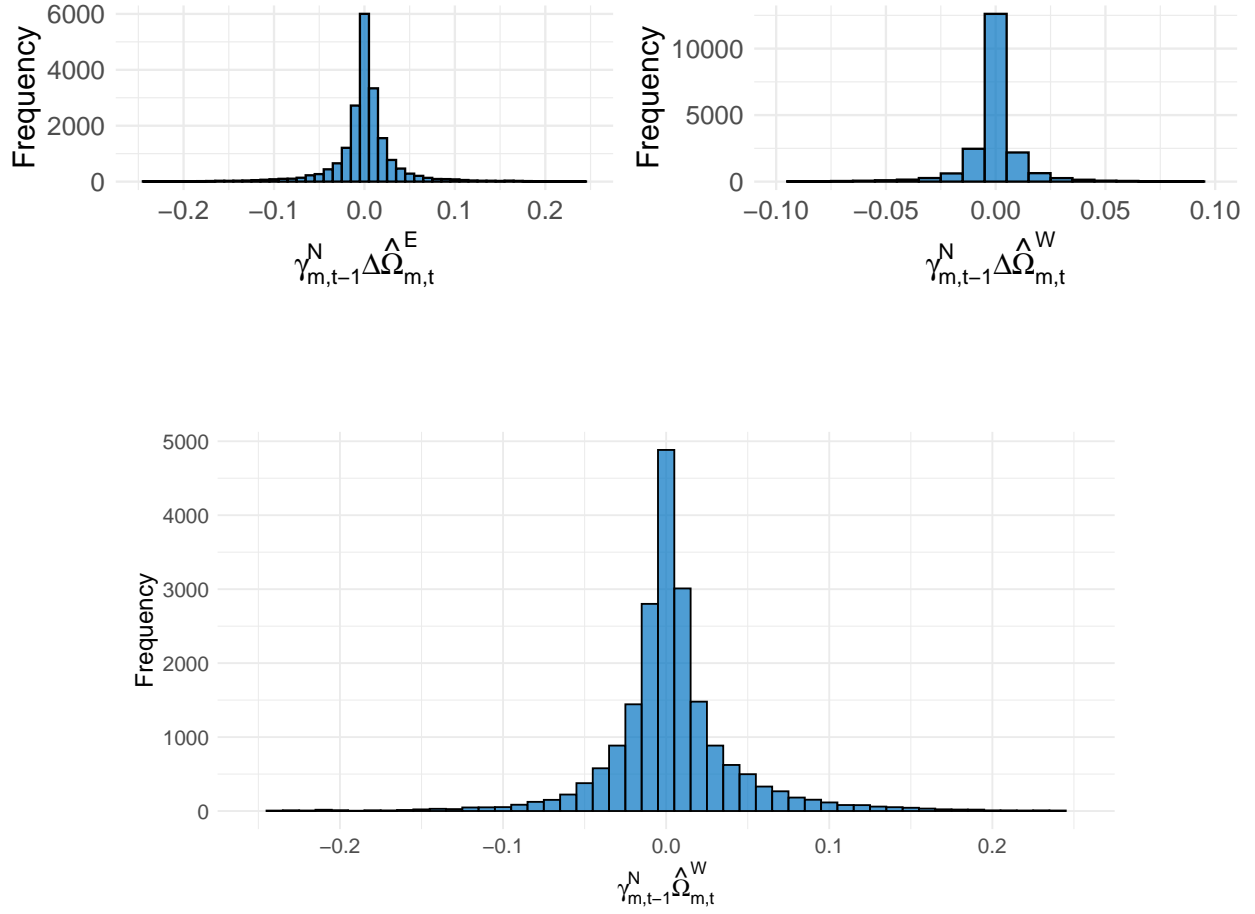 Frequency
6000
4000
2000
0
−0.2 −0.1 0.0 0.1 0.2
γ^N_{m,t−1}ΔΩ̂^E_{m,t}
Frequency
10000
5000
0
−0.10 −0.05 0.00 0.05 0.10
γ^N_{m,t−1}ΔΩ̂^W_{m,t}
Frequency
5000
4000
3000
2000
1000
0
−0.2 −0.1 0.0 0.1 0.2
γ^N_{m,t−1}Ω̂^W_{m,t}